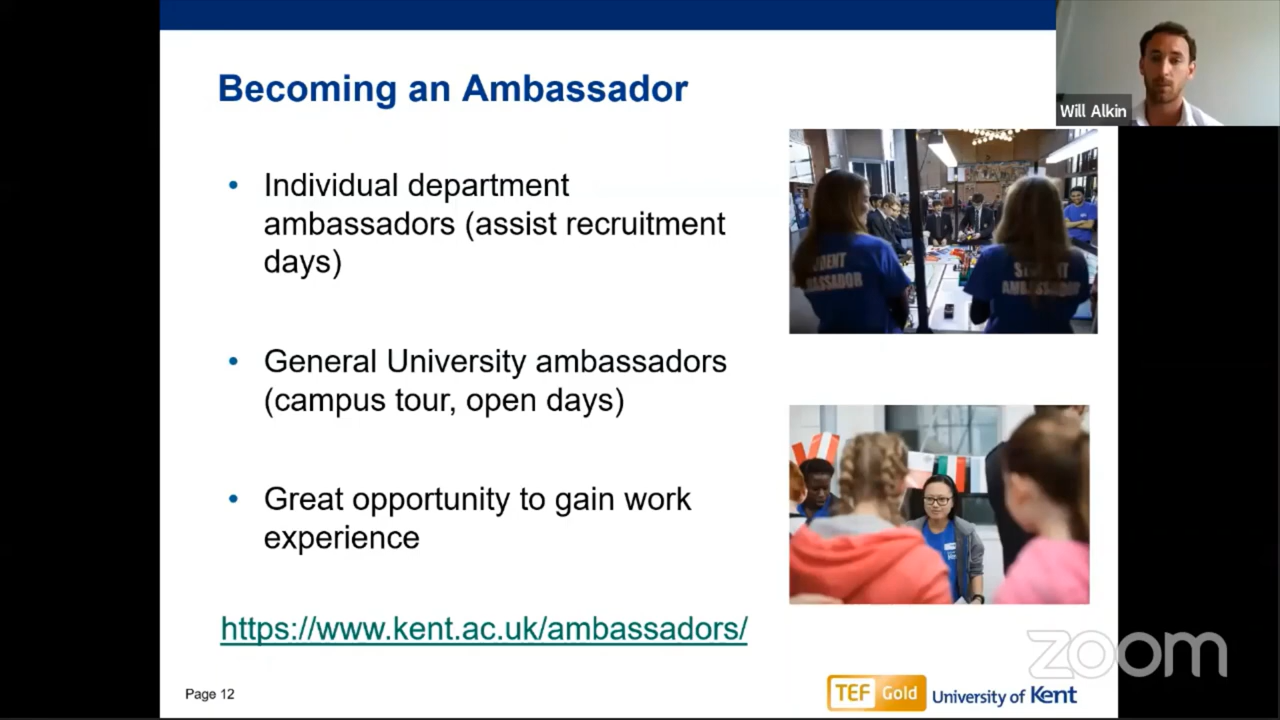 Becoming an Ambassador
Will Alkin
• Individual department
ambassadors (assist recruitment
days)
STUDENT
AMBASSADOR
• General University ambassadors
(campus tour, open days)
• Great opportunity to gain work
experience
https://www.kent.ac.uk/ambassadors/
zoom
Page 12
TEF Gold
University of Kent